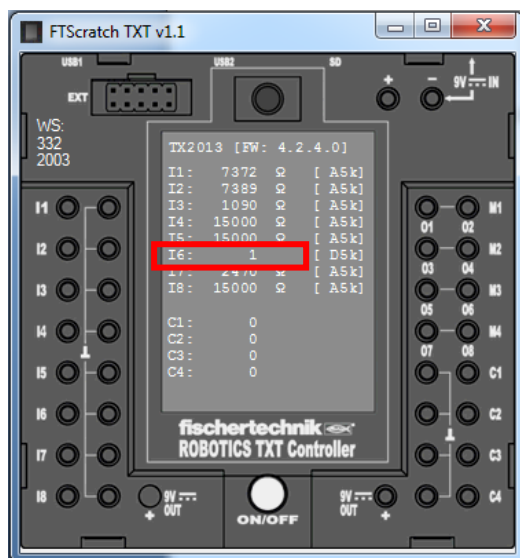 FTScratch TXT v1.1
USB1
USB2
SD
+
−
9V
IN
EXT
WS:
332
2003
TX2013 [FW: 4.2.4.0]
I1: 7372 Ω [ A5k]
I2: 7389 Ω [ A5k]
I3: 1090 Ω [ A5k]
I4: 15000 Ω [ A5k]
I5: 15000 Ω [ A5k]
I6: 1 [ D5k]
I7: 2470 Ω [ A5k]
I8: 15000 Ω [ A5k]
C1: 0
C2: 0
C3: 0
C4: 0
I1
I2
I3
I4
I5
I6
I7
I8
M1
O1 O2
M2
O3 O4
M3
O5 O6
M4
O7 O8
C1
C2
C3
C4
fischertechnik
ROBOTICS TXT Controller
9V
OUT
+
ON/OFF
9V
OUT
+